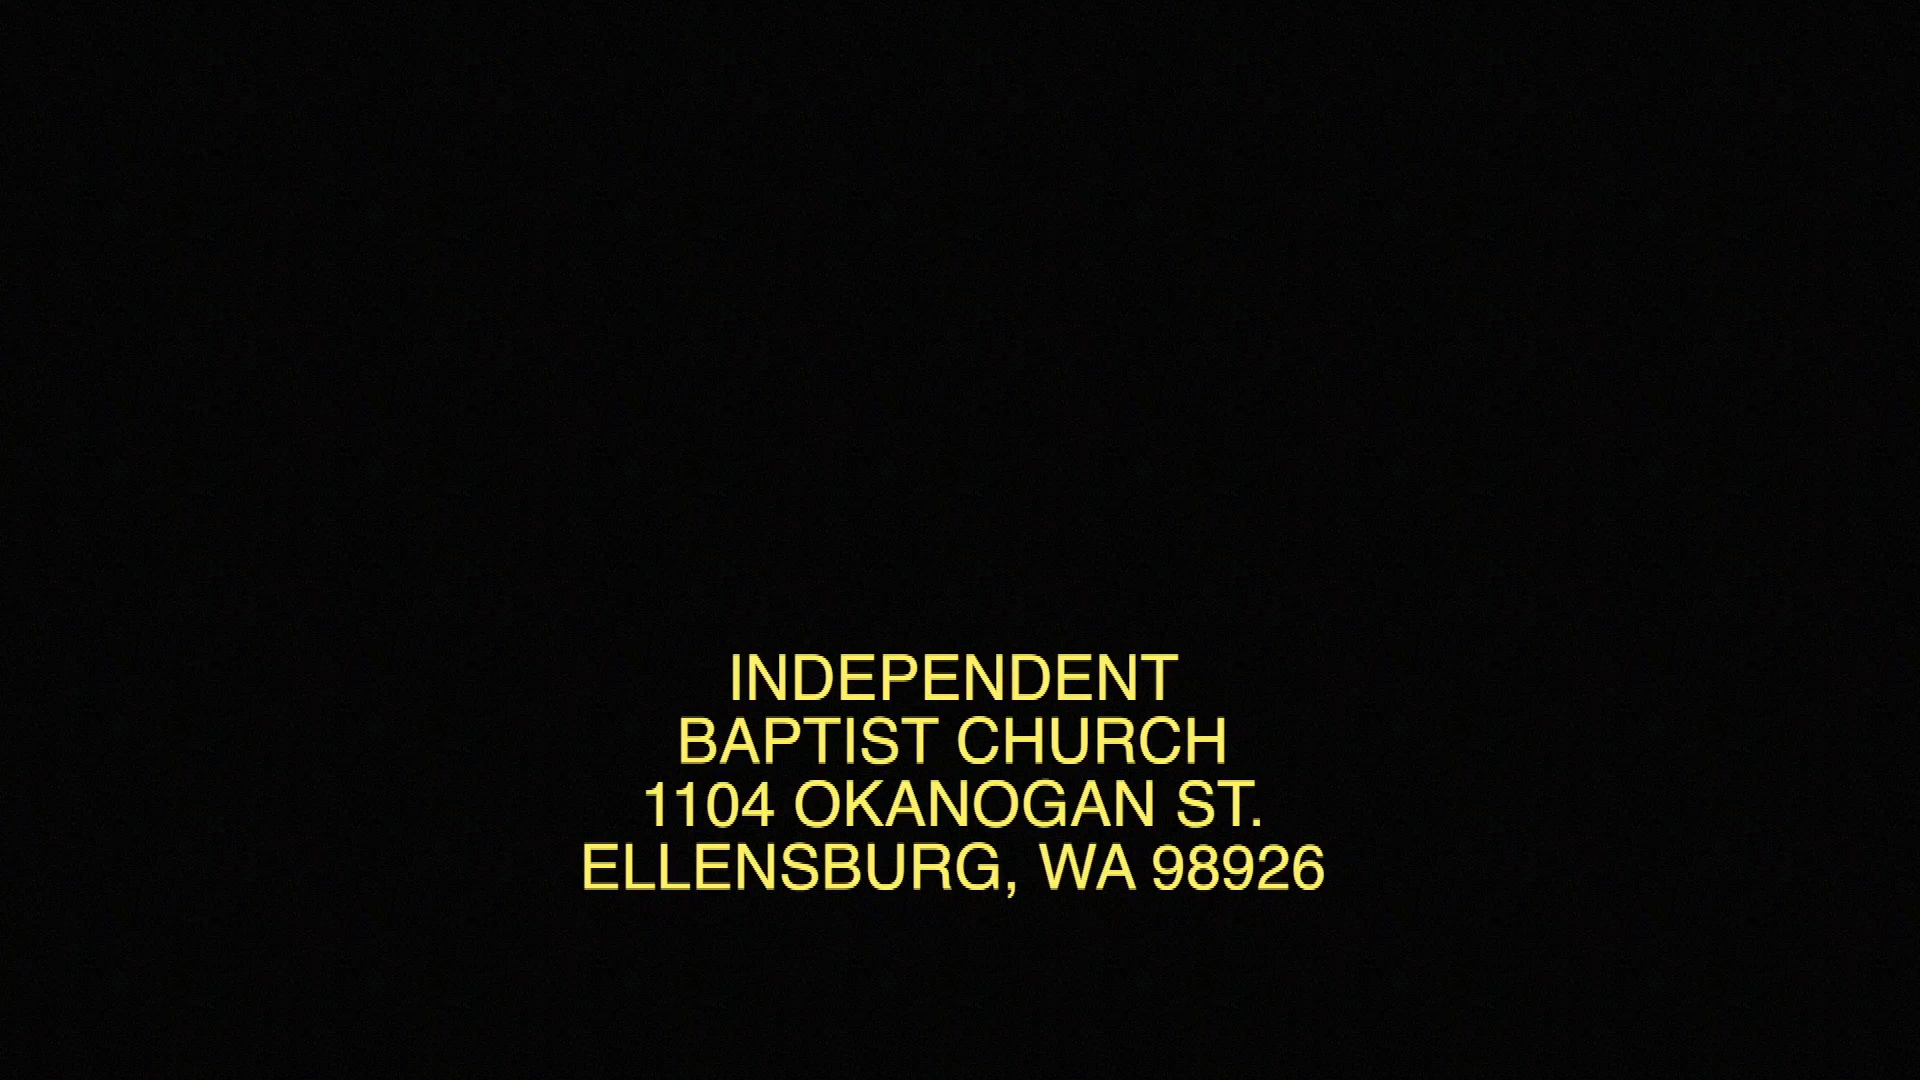 INDEPENDENT
BAPTIST CHURCH
1104 OKANOGAN ST.
ELLENSBURG, WA 98926